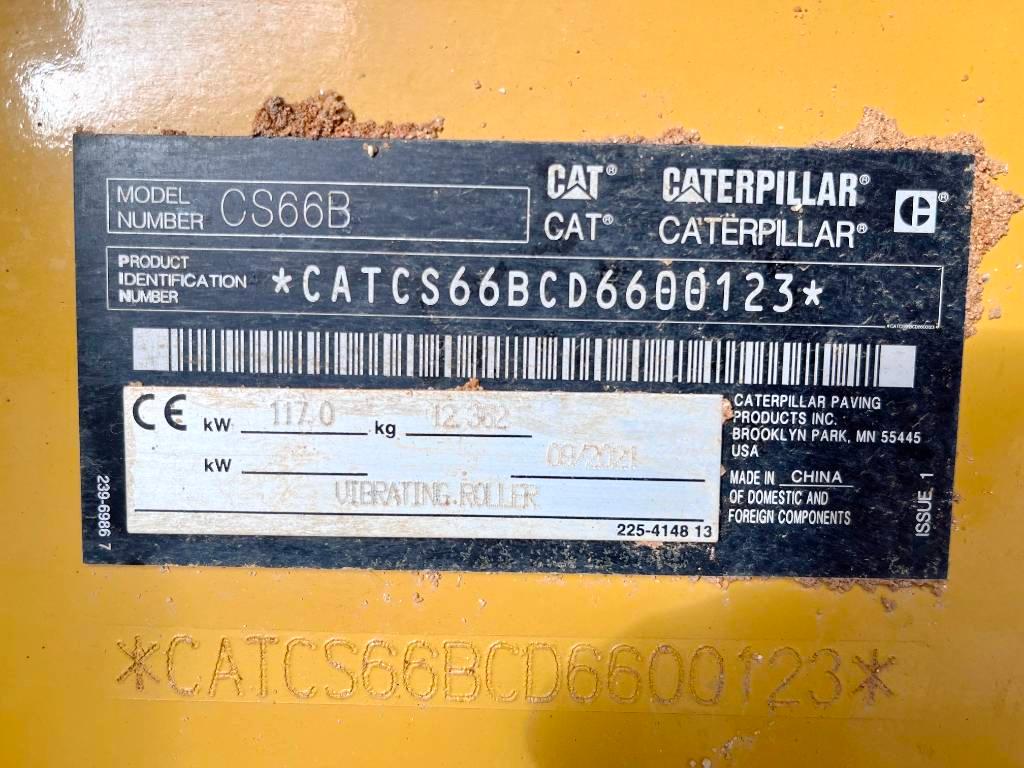 MODEL
NUMBER CS66B
CAT® CATERPILLAR®
CAT® CATERPILLAR®
PRODUCT
IDENTIFICATION
NUMBER
*CATCS66BCD6600123*
CE kW 117.0 kg 12,362
kW 09/2021
VIBRATING.ROLLER
225-4148 13
CATERPILLAR PAVING
PRODUCTS INC.
BROOKLYN PARK, MN 55445
USA
MADE IN CHINA
OF DOMESTIC AND
FOREIGN COMPONENTS
239-6986 7
ISSUE 1
*CATCS66BCD6600123*